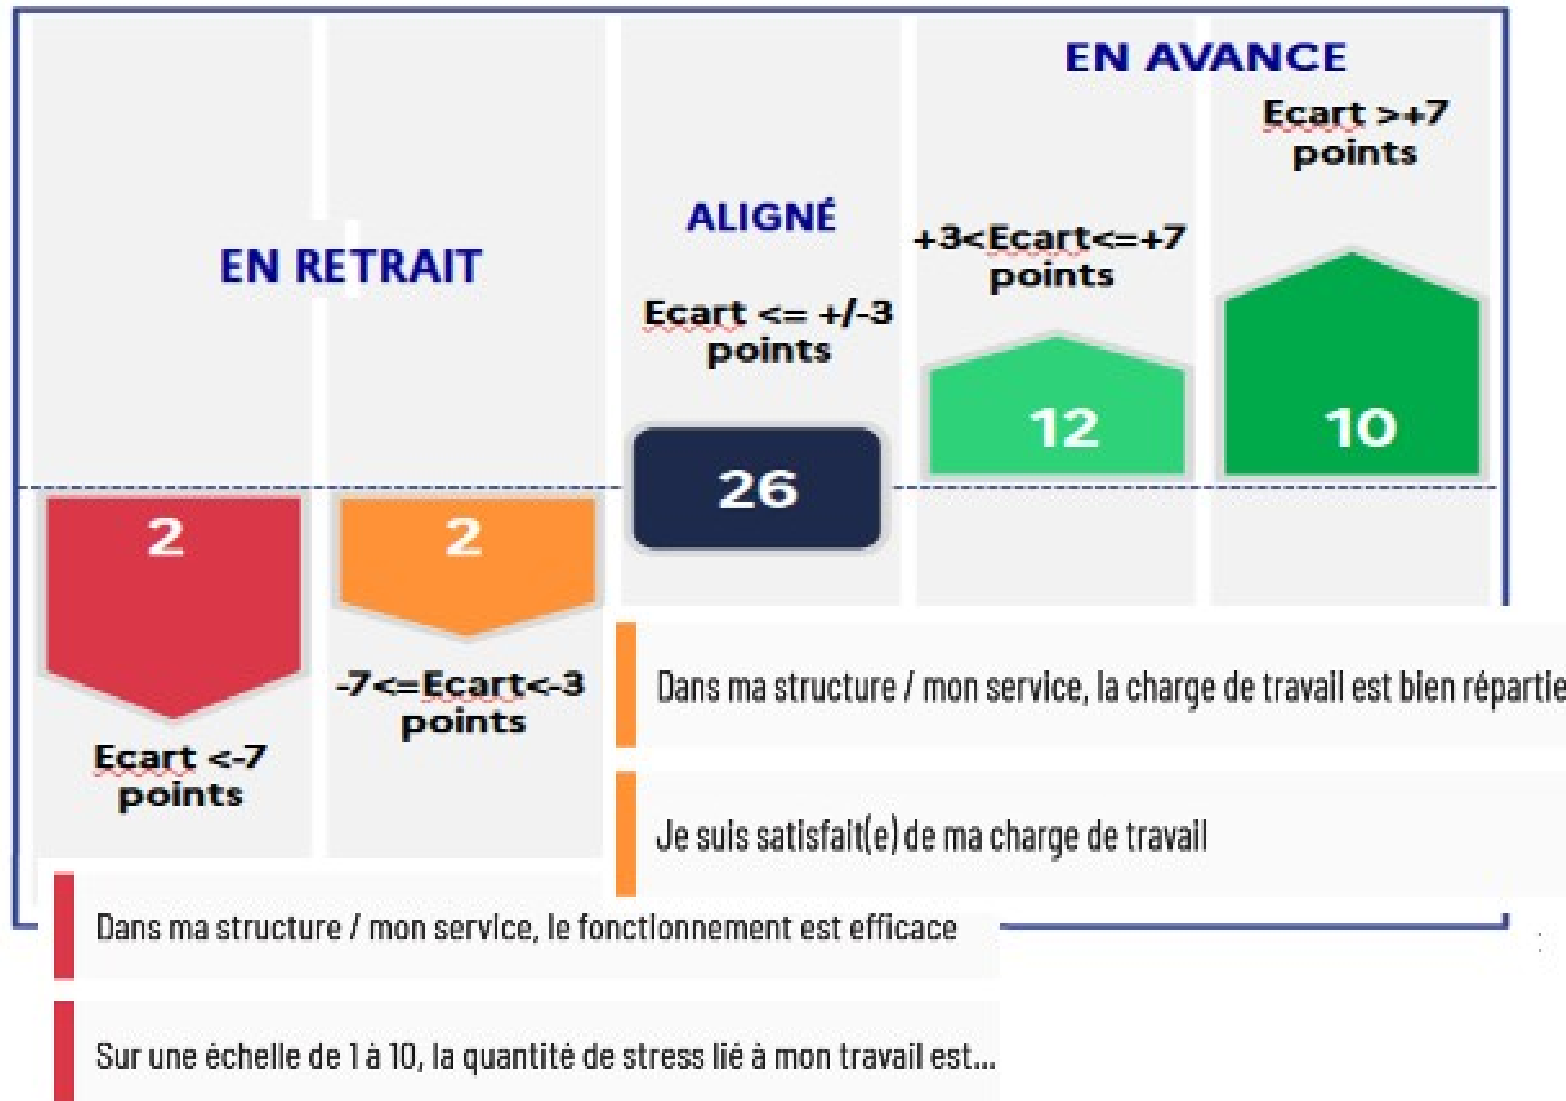 EN AVANCE
Ecart >+7
points
ALIGNÉ
+3<Ecart<=+7
points
EN RETRAIT
Ecart <= +/-3
points
12
10
26
2
2
-7<=Ecart<-3
points
Dans ma structure / mon service, la charge de travail est bien répartie
Ecart <-7
points
Je suis satisfait(e) de ma charge de travail
Dans ma structure / mon service, le fonctionnement est efficace
Sur une échelle de 1 à 10, la quantité de stress lié à mon travail est...